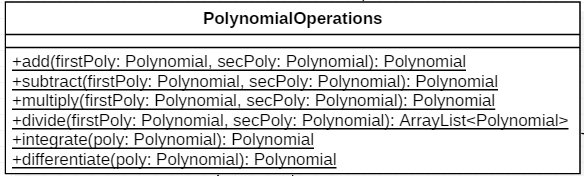 PolynomialOperations
+add(firstPoly: Polynomial, secPoly: Polynomial): Polynomial
+subtract(firstPoly: Polynomial, secPoly: Polynomial): Polynomial
+multiply(firstPoly: Polynomial, secPoly: Polynomial): Polynomial
+divide(firstPoly: Polynomial, secPoly: Polynomial): ArrayList<Polynomial>
+integrate(poly: Polynomial): Polynomial
+differentiate(poly: Polynomial): Polynomial